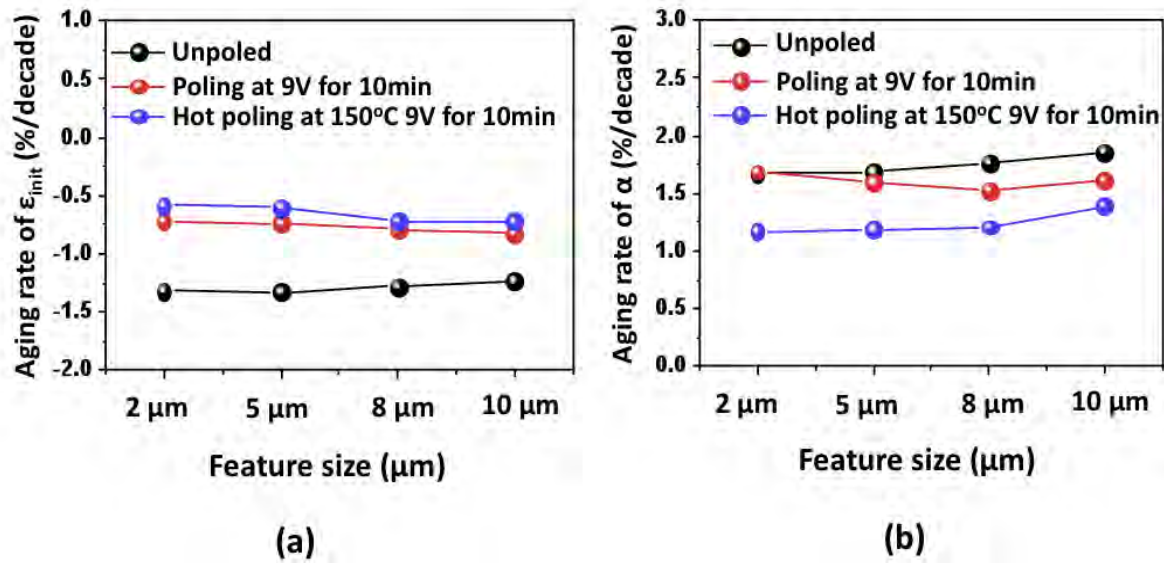 Aging rate of ε_init (%/decade)
1.0
0.5
0.0
-0.5
-1.0
-1.5
-2.0
Unpoled
Poling at 9V for 10min
Hot poling at 150°C 9V for 10min
2 μm 5 μm 8 μm 10 μm
Feature size (μm)
(a)
Aging rate of α (%/decade)
3.0
2.5
2.0
1.5
1.0
0.5
0.0
Unpoled
Poling at 9V for 10min
Hot poling at 150°C 9V for 10min
2 μm 5 μm 8 μm 10 μm
Feature size (μm)
(b)